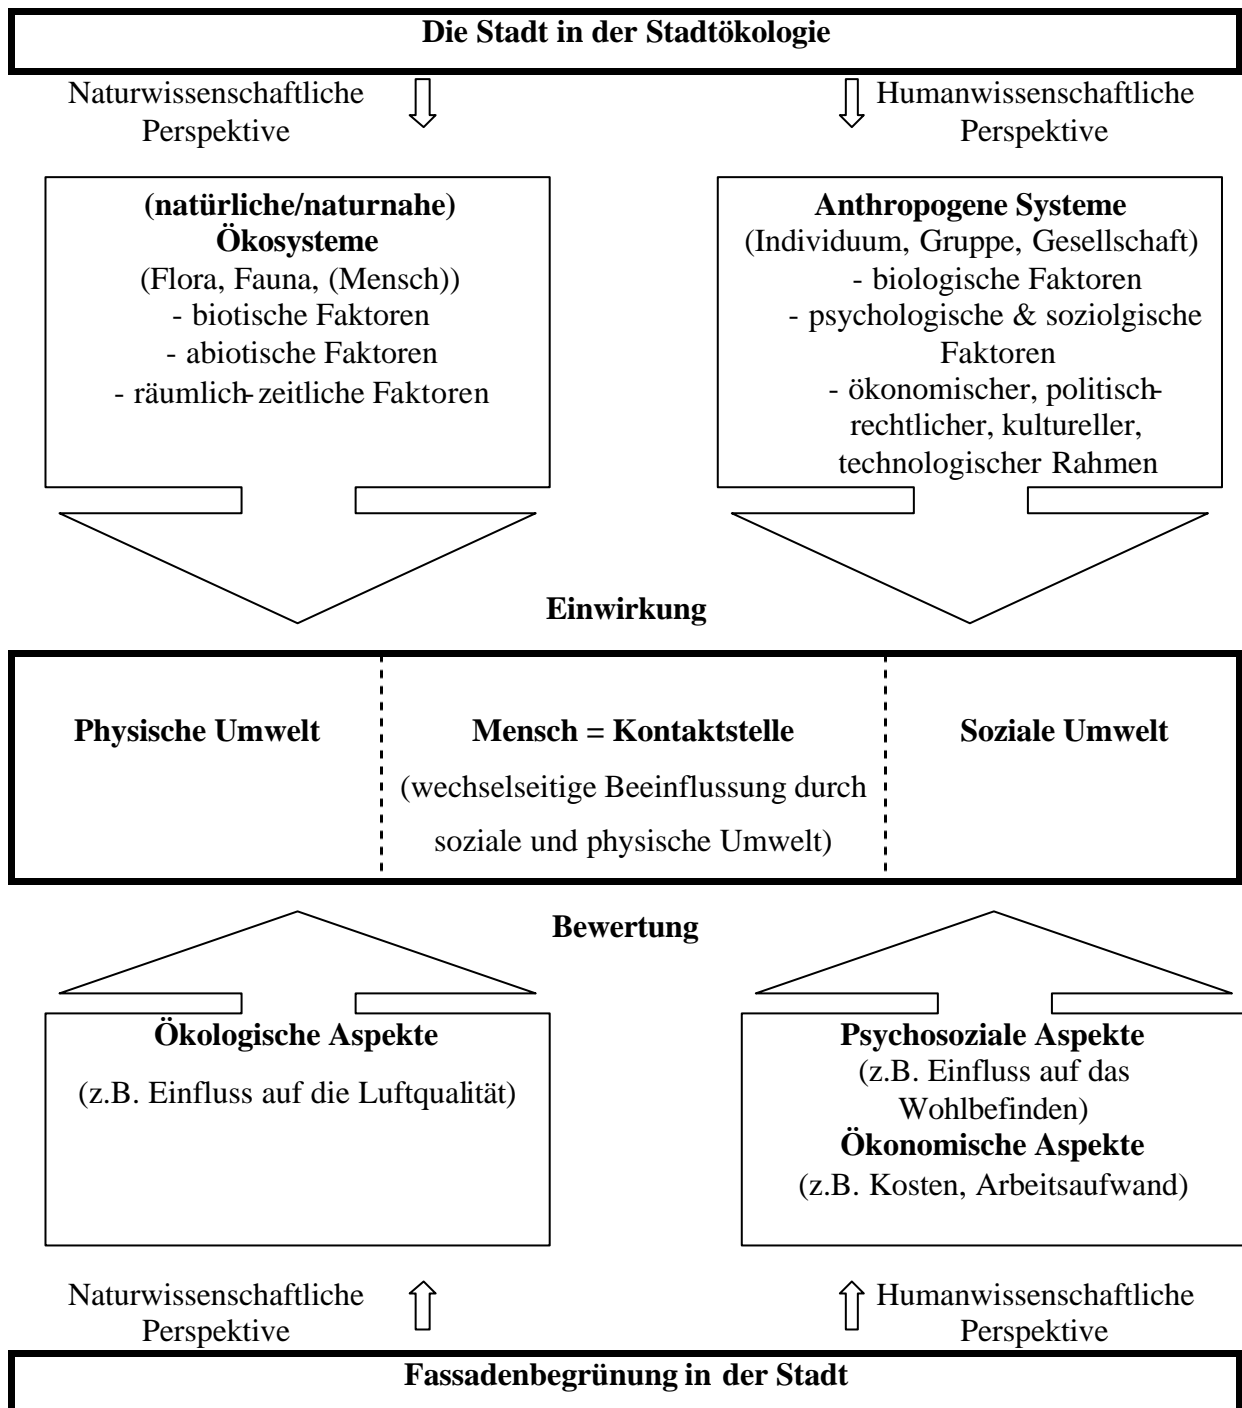 Die Stadt in der Stadtökologie
Naturwissenschaftliche
Perspektive
Humanwissenschaftliche
Perspektive
(natürliche/naturnahe)
Ökosysteme
(Flora, Fauna, (Mensch))
- biotische Faktoren
- abiotische Faktoren
- räumlich-zeitliche Faktoren
Anthropogene Systeme
(Individuum, Gruppe, Gesellschaft)
- biologische Faktoren
- psychologische & soziolgische
Faktoren
- ökonomischer, politisch-
rechtlicher, kultureller,
technologischer Rahmen
Einwirkung
Physische Umwelt
Mensch = Kontaktstelle
(wechselseitige Beeinflussung durch
soziale und physische Umwelt)
Soziale Umwelt
Bewertung
Ökologische Aspekte
(z.B. Einfluss auf die Luftqualität)
Psychosoziale Aspekte
(z.B. Einfluss auf das
Wohlbefinden)
Ökonomische Aspekte
(z.B. Kosten, Arbeitsaufwand)
Naturwissenschaftliche
Perspektive
Humanwissenschaftliche
Perspektive
Fassadenbegrünung in der Stadt